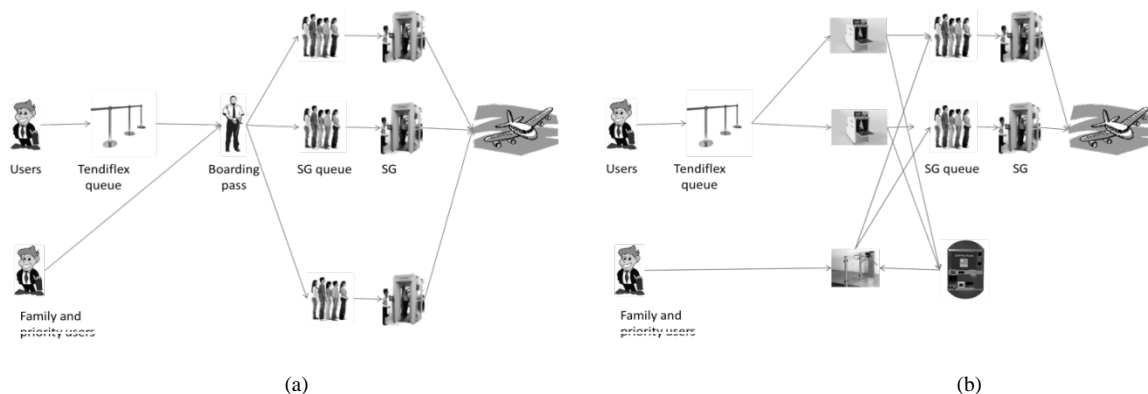 Users
Tendiflex
queue
Boarding
pass
SG queue
SG
Family and
priority users
(a)
Users
Tendiflex
queue
SG queue
SG
Family and
priority users
(b)